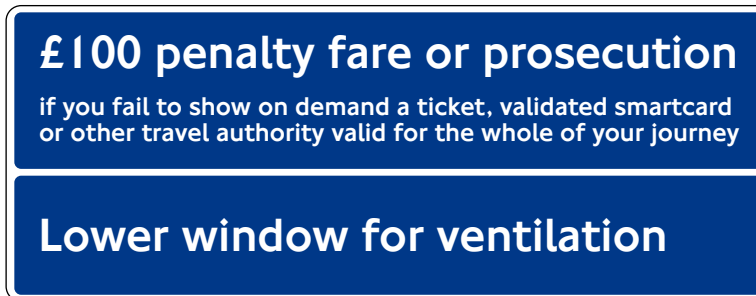 £100 penalty fare or prosecution
if you fail to show on demand a ticket, validated smartcard
or other travel authority valid for the whole of your journey
Lower window for ventilation